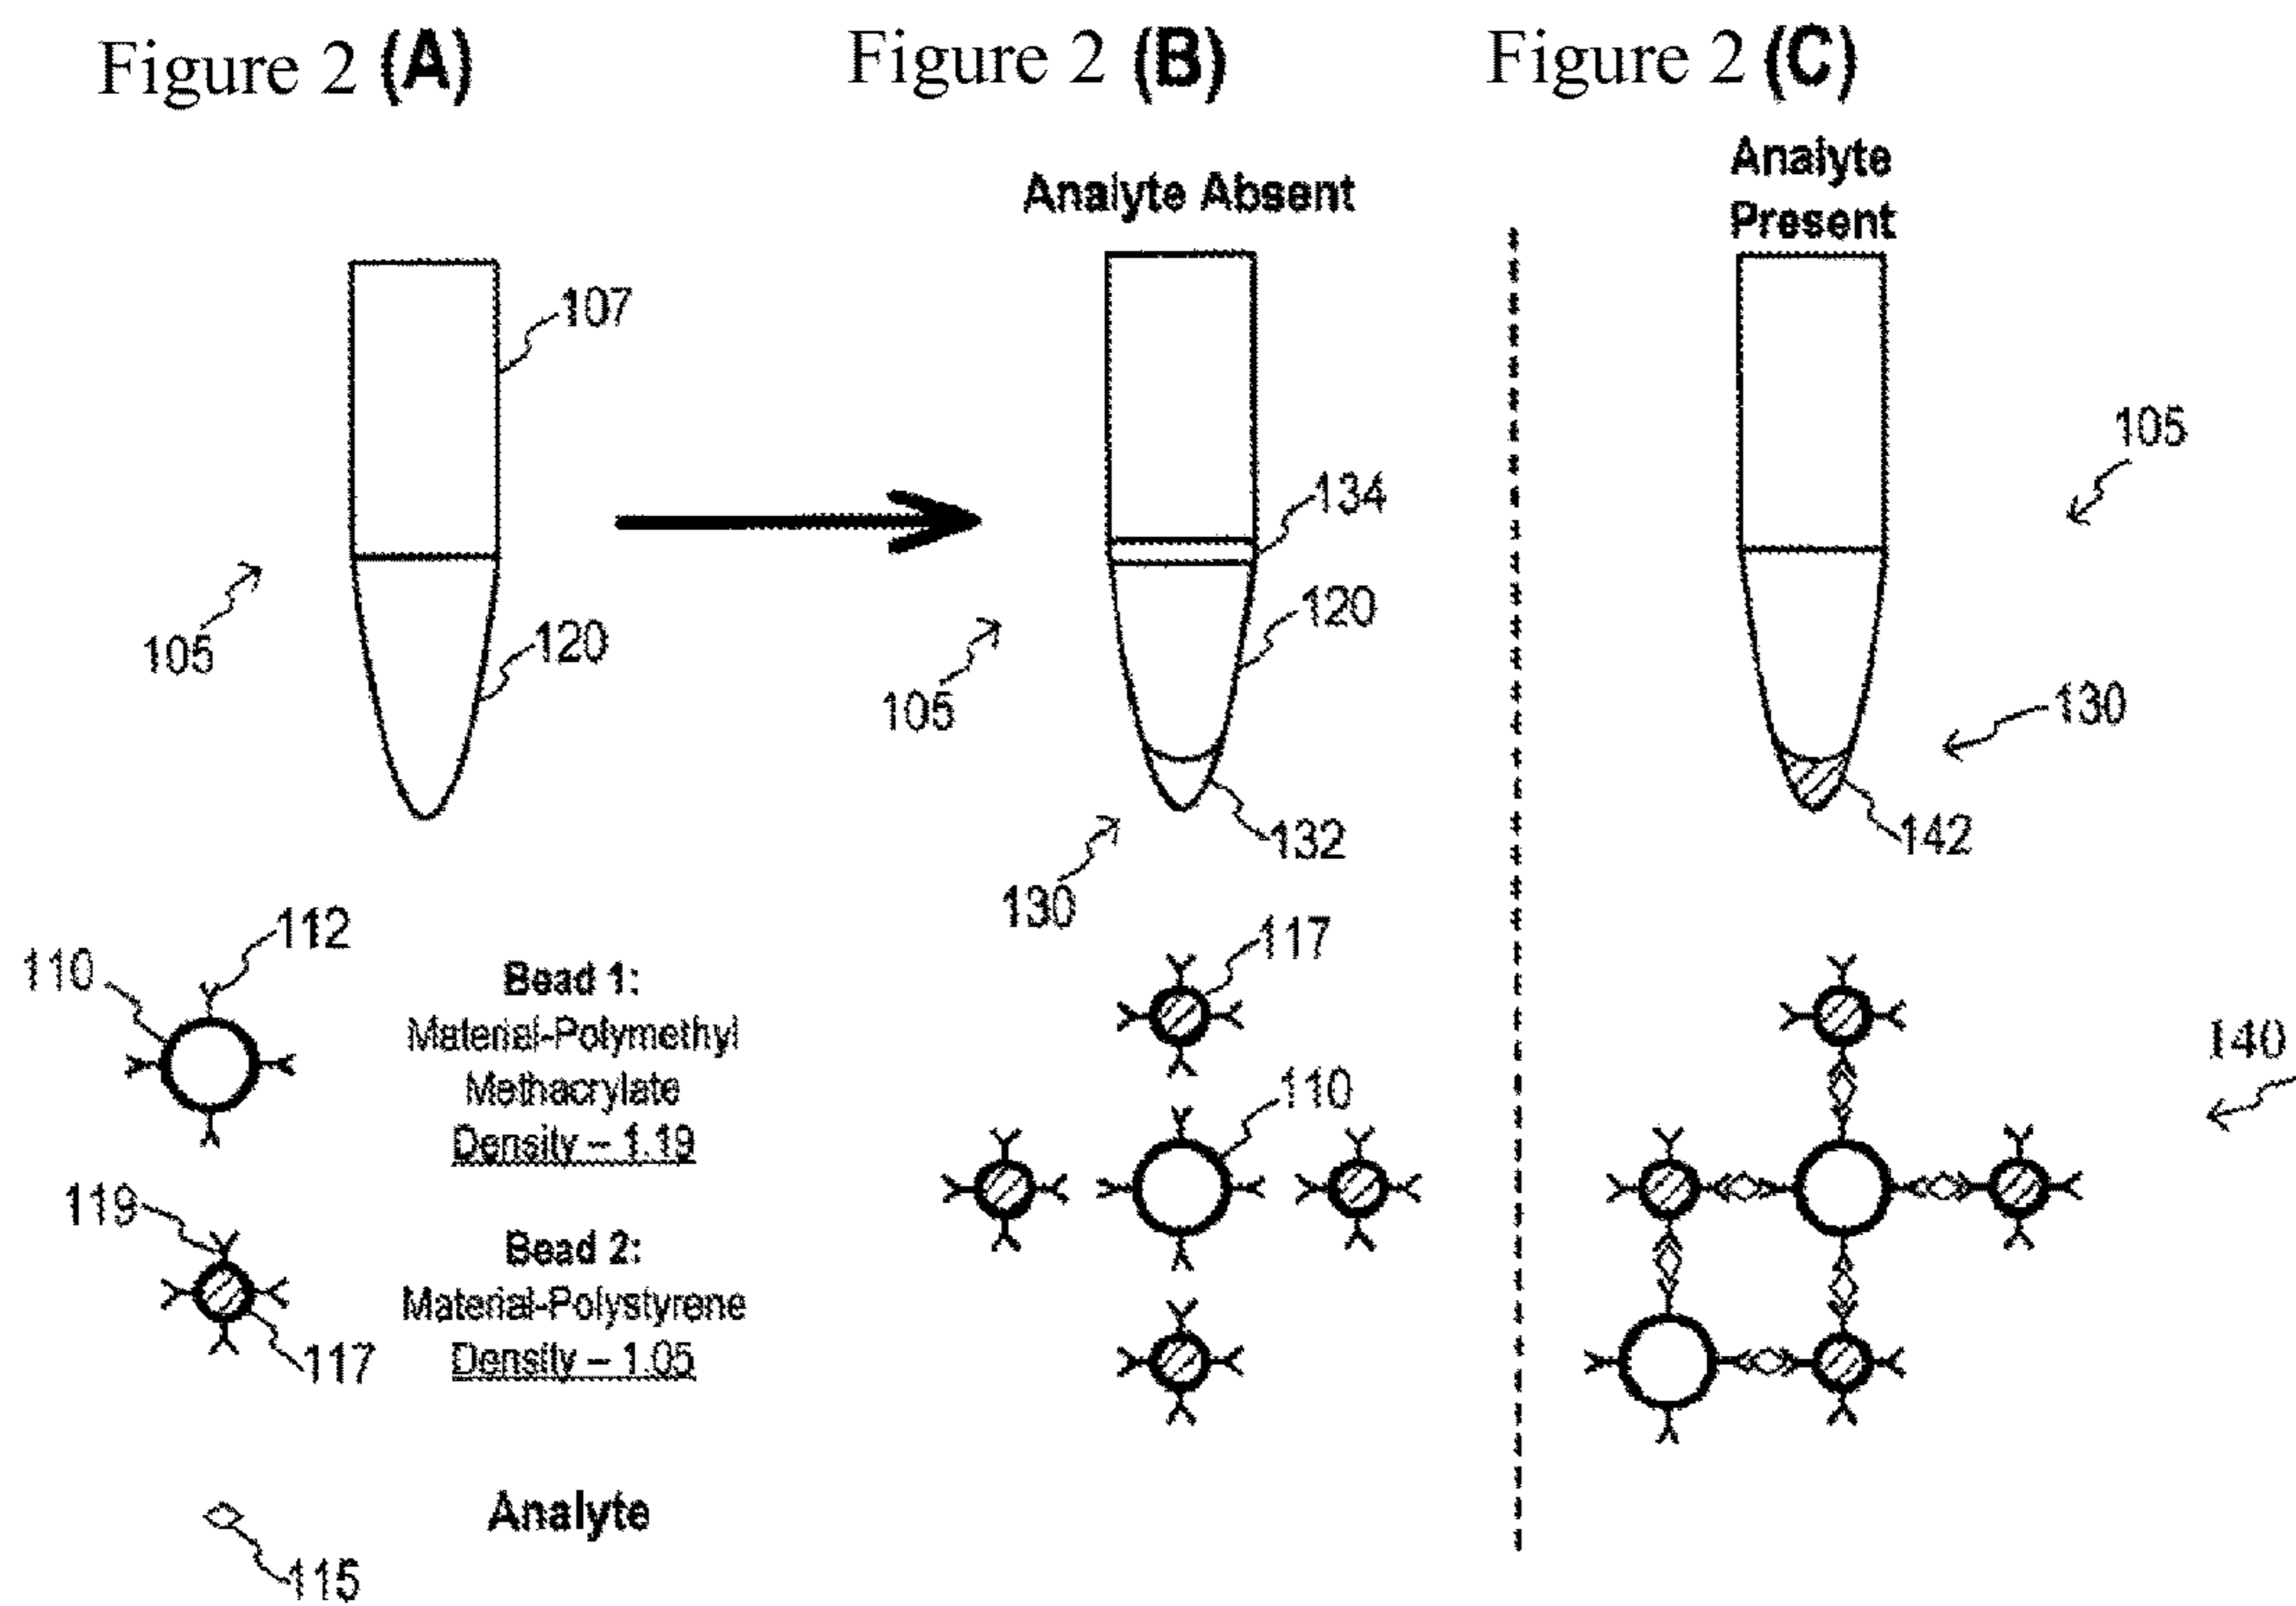 Figure 2 (A)
Figure 2 (B)
Figure 2 (C)
Analyte Absent
Analyte
Present
107
105
120
134
120
105
132
130
105
130
142
112
110
Bead 1:
Material-Polymethyl
Methacrylate
Density – 1.19
119
Bead 2:
Material-Polystyrene
Density – 1.05
117
Analyte
115
117
110
140